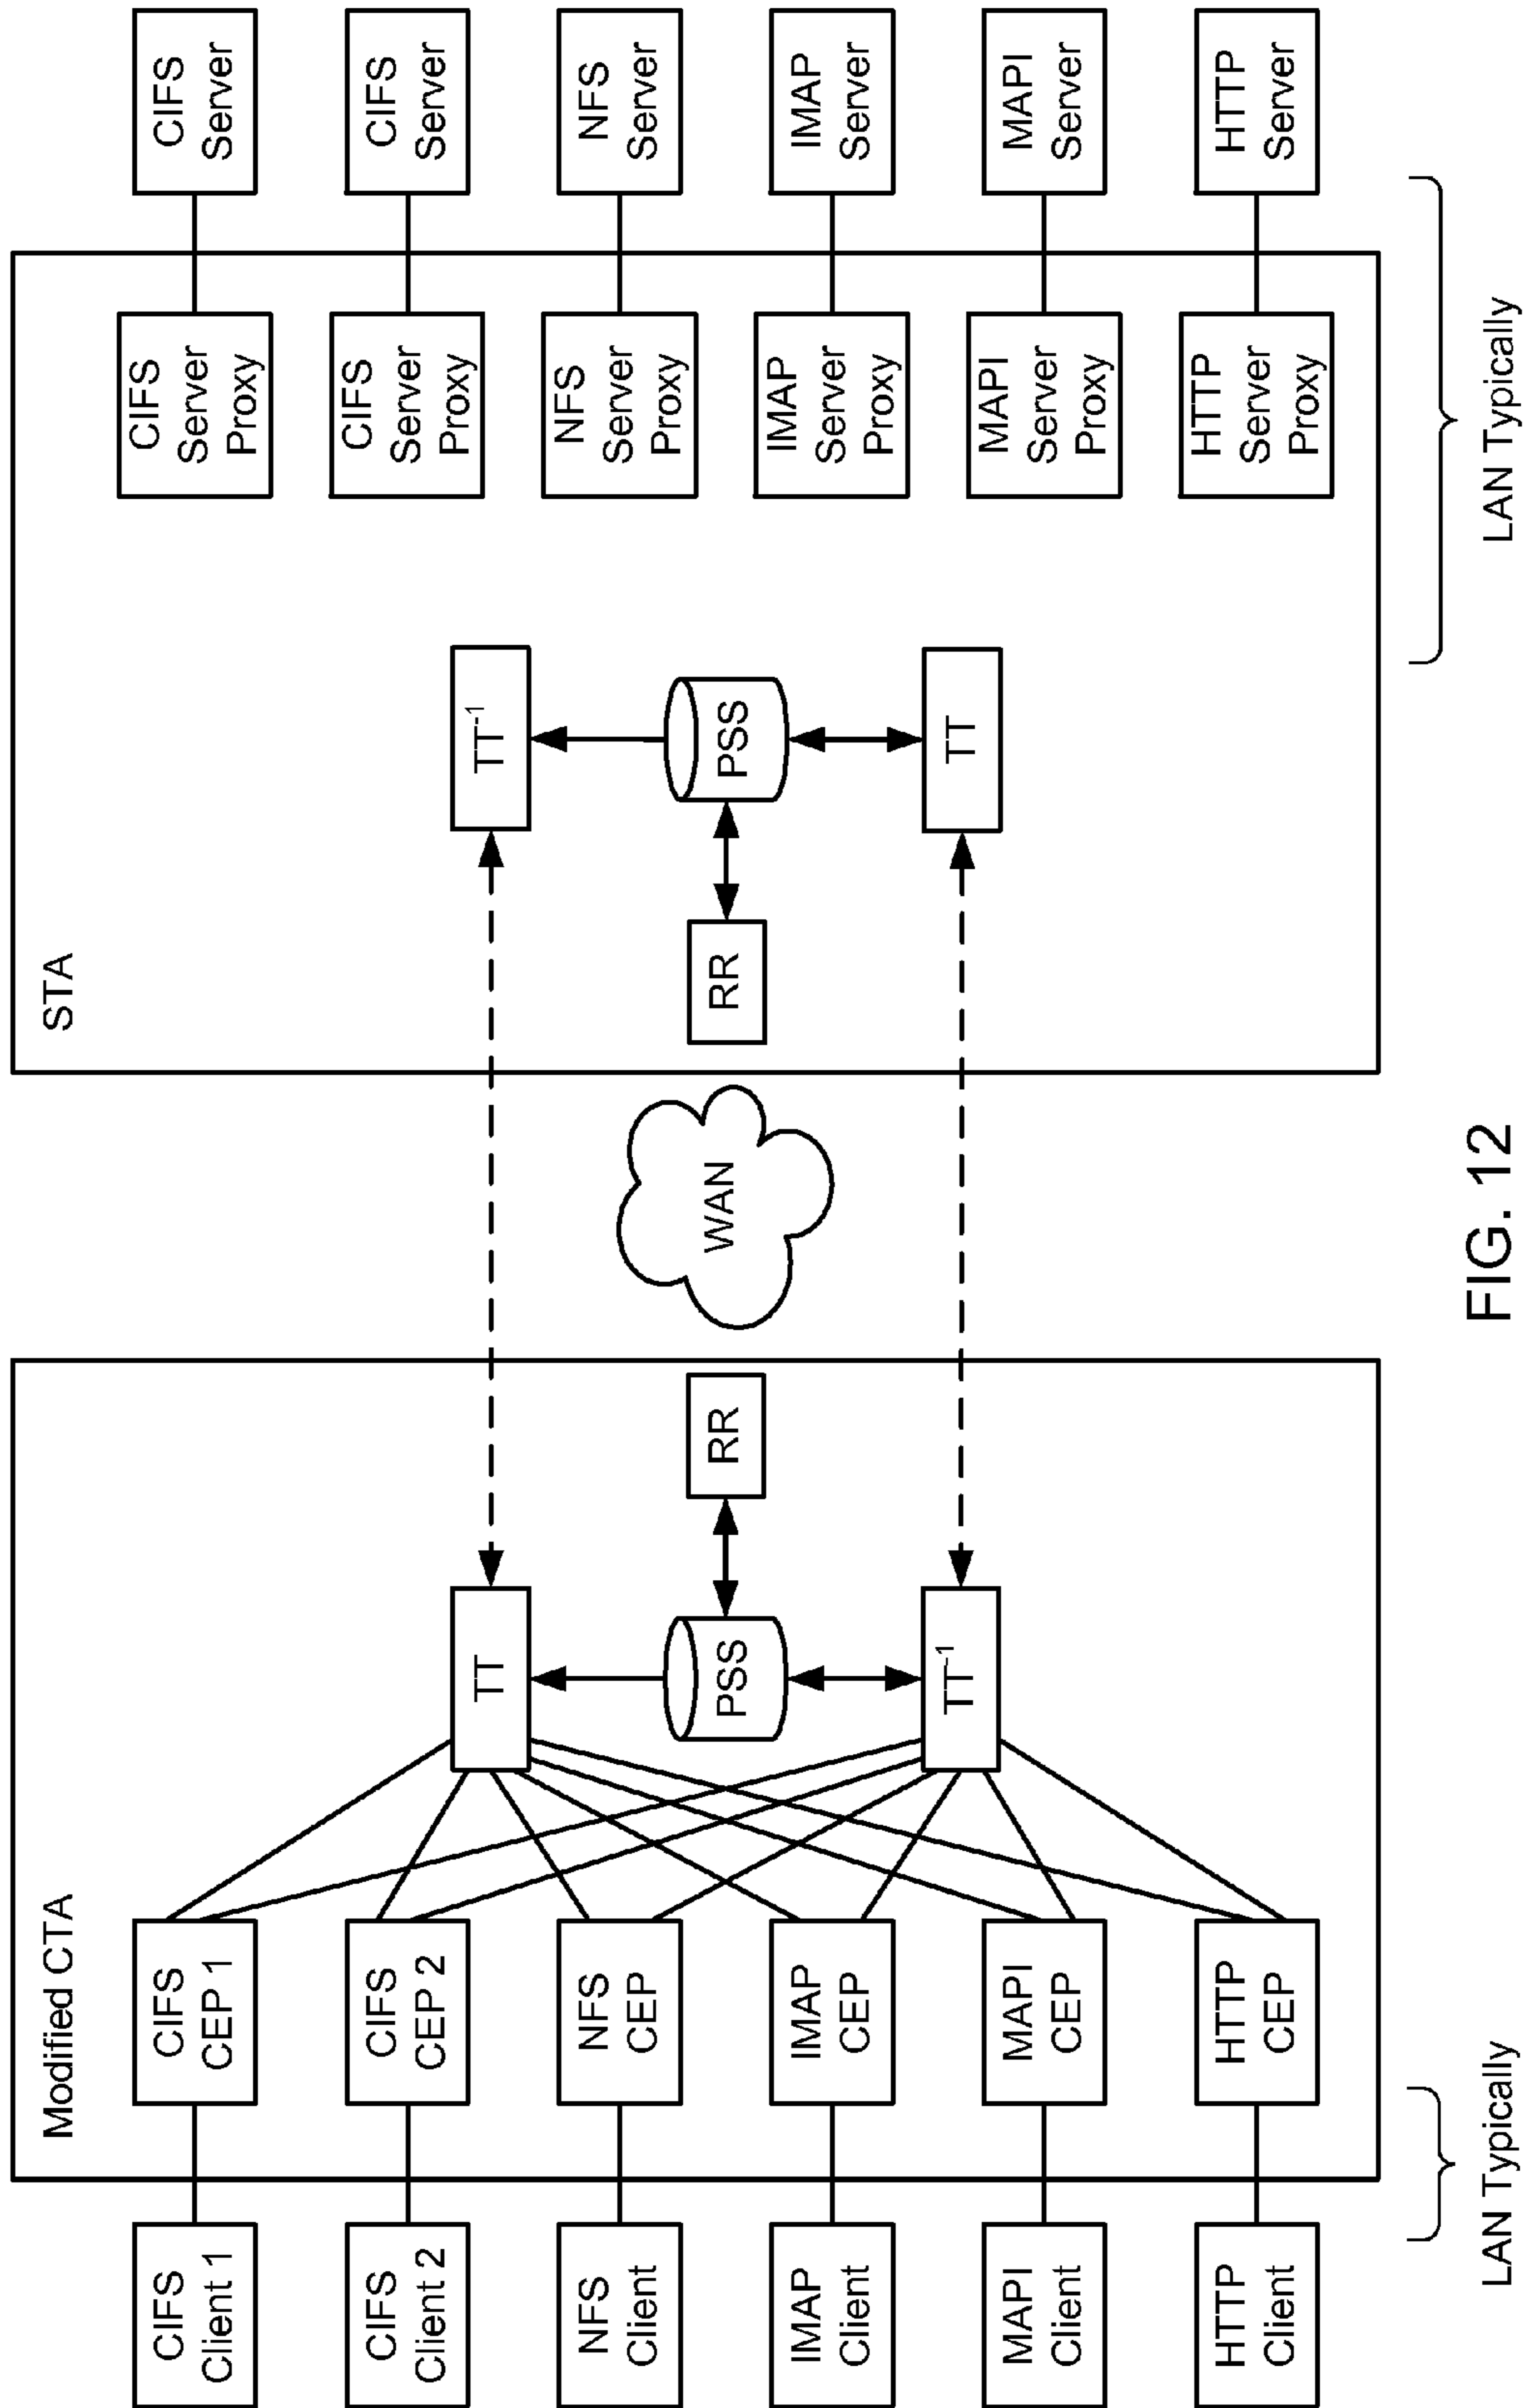 Modified CTA
STA
CIFS
Client 1
CIFS
CEP 1
CIFS
Server
Proxy
CIFS
Server
CIFS
Client 2
CIFS
CEP 2
CIFS
Server
Proxy
CIFS
Server
TT
TT-1
NFS
Client
NFS
CEP
NFS
Server
Proxy
NFS
Server
PSS
RR
WAN
RR
PSS
IMAP
Client
IMAP
CEP
IMAP
Server
Proxy
IMAP
Server
TT-1
TT
MAPI
Client
MAPI
CEP
MAPI
Server
Proxy
MAPI
Server
HTTP
Client
HTTP
CEP
HTTP
Server
Proxy
HTTP
Server
LAN Typically
LAN Typically
FIG. 12